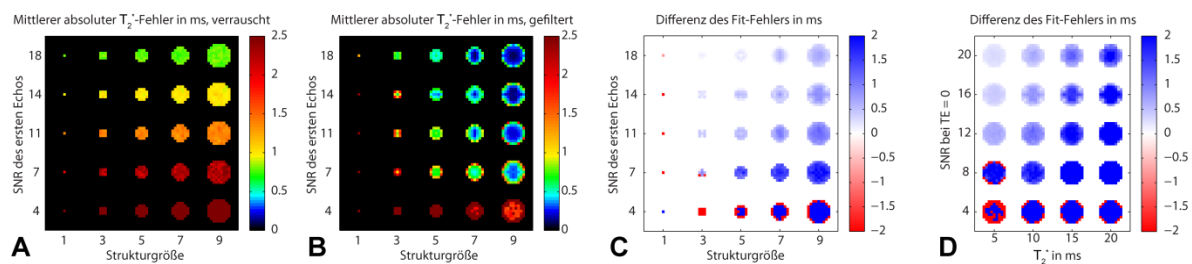 Mittlerer absoluter T₂*-Fehler in ms, verrauscht
SNR des ersten Echos
18
14
11
7
4
1 3 5 7 9
Strukturgröße
2.5
2
1.5
1
0.5
0
A
Mittlerer absoluter T₂*-Fehler in ms, gefiltert
SNR des ersten Echos
18
14
11
7
4
1 3 5 7 9
Strukturgröße
2.5
2
1.5
1
0.5
0
B
Differenz des Fit-Fehlers in ms
SNR des ersten Echos
18
14
11
7
4
1 3 5 7 9
Strukturgröße
2
1.5
1
0.5
0
−0.5
−1
−1.5
−2
C
Differenz des Fit-Fehlers in ms
SNR bei TE = 0
20
16
12
8
4
5 10 15 20
T₂* in ms
2
1.5
1
0.5
0
−0.5
−1
−1.5
−2
D